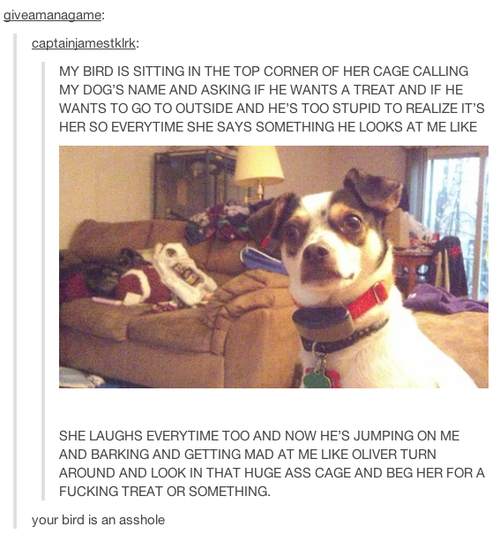 giveamanagame:
captainjamestklrk:
MY BIRD IS SITTING IN THE TOP CORNER OF HER CAGE CALLING
MY DOG'S NAME AND ASKING IF HE WANTS A TREAT AND IF HE
WANTS TO GO TO OUTSIDE AND HE'S TOO STUPID TO REALIZE IT'S
HER SO EVERYTIME SHE SAYS SOMETHING HE LOOKS AT ME LIKE
SHE LAUGHS EVERYTIME TOO AND NOW HE'S JUMPING ON ME
AND BARKING AND GETTING MAD AT ME LIKE OLIVER TURN
AROUND AND LOOK IN THAT HUGE ASS CAGE AND BEG HER FOR A
FUCKING TREAT OR SOMETHING.
your bird is an asshole